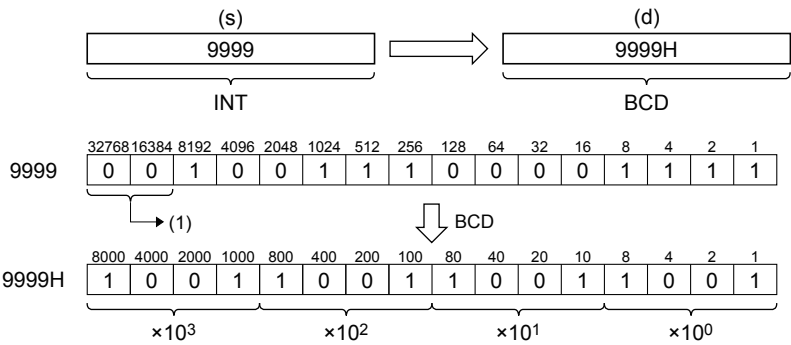 (s) (d)
9999 9999H
INT BCD
32768 16384 8192 4096 2048 1024 512 256 128 64 32 16 8 4 2 1
9999 0 0 1 0 0 1 1 1 0 0 0 0 1 1 1 1
(1) BCD
8000 4000 2000 1000 800 400 200 100 80 40 20 10 8 4 2 1
9999H 1 0 0 1 1 0 0 1 1 0 0 1 1 0 0 1
×10³ ×10² ×10¹ ×10⁰